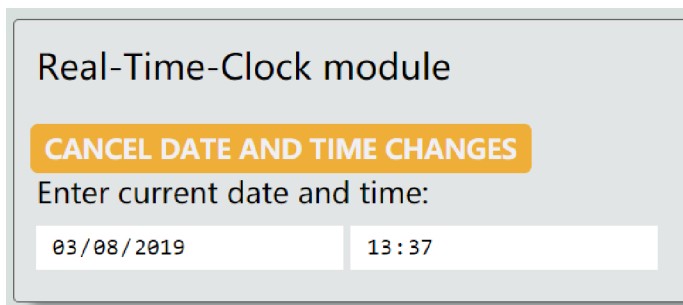 Real-Time-Clock module
CANCEL DATE AND TIME CHANGES
Enter current date and time:
03/08/2019 13:37